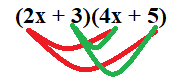 (2x + 3)(4x + 5)